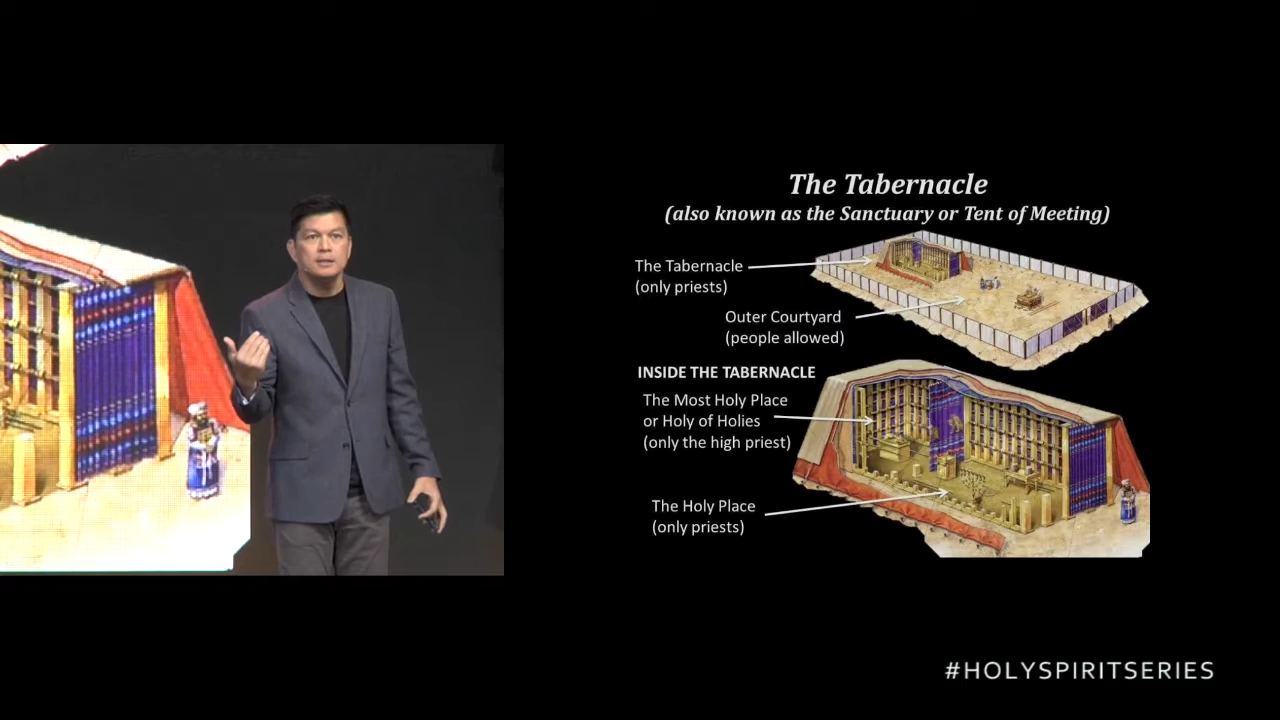 The Tabernacle
(also known as the Sanctuary or Tent of Meeting)
The Tabernacle
(only priests)
Outer Courtyard
(people allowed)
INSIDE THE TABERNACLE
The Most Holy Place
or Holy of Holies
(only the high priest)
The Holy Place
(only priests)
#HOLYSPIRITSERIES